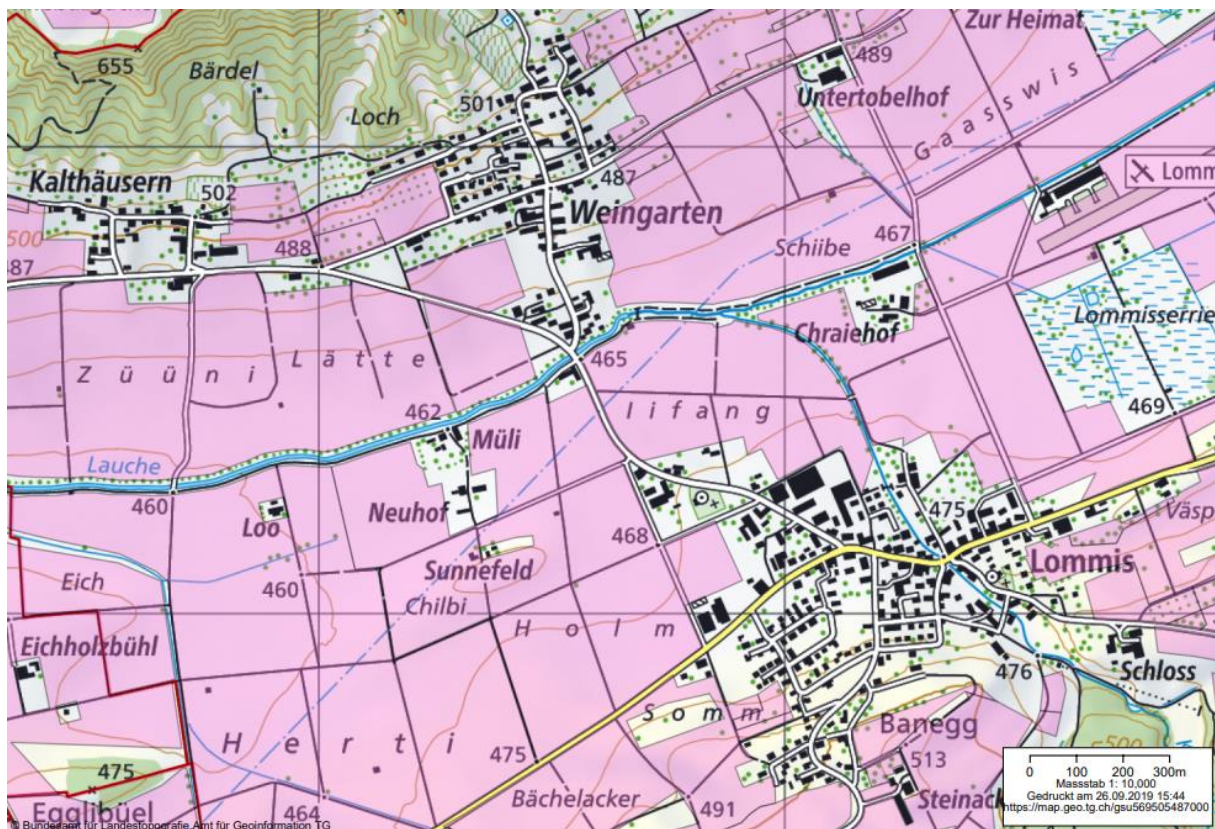 655
Bärdel
Loch
501
489
Zur Heimat
Untertobelhof
Gaasswis
Kalthäusern
502
487
Lomm
Weingarten
500
488
Schiibe
467
87
Chraiehof
Lommisserrie
Zääüni
Lätte
465
Iifang
462
Müli
469
Lauche
460
Loo
Neuhof
468
475
Väsp
Eich
460
Sunnefeld
Chilbi
Lommis
Holm
Eichholzbühl
476
Schloss
Somm
Banegg
Herti
475
513
500
475
Egglibüel
464
Bächelacker
491
Steinac
0 100 200 300m
Massstab 1: 10,000
Gedruckt am 26.09.2019 15:44
https://map.geo.tg.ch/gsu569505487000
© Bundesamt für Landestopografie, Amt für Geoinformation TG